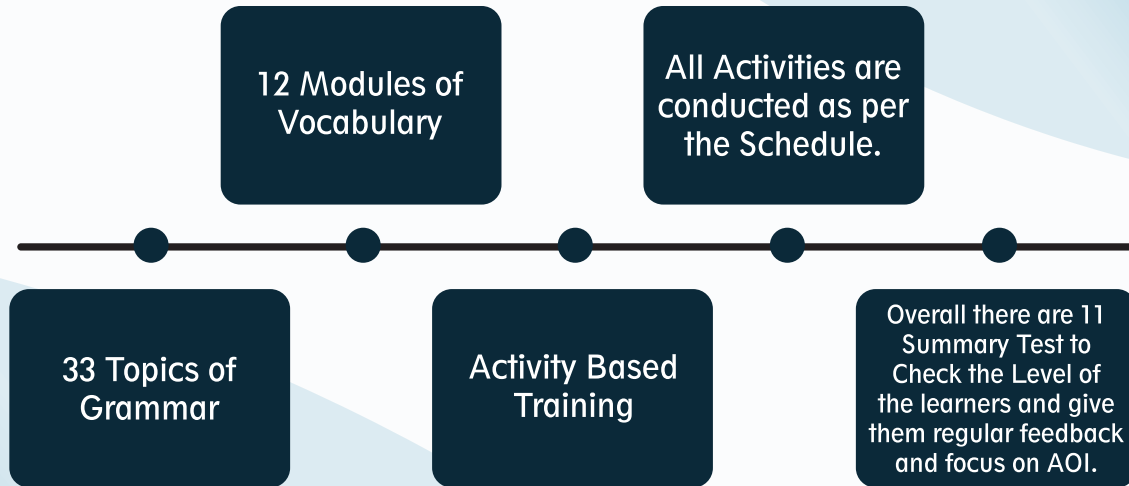 12 Modules of
Vocabulary
All Activities are
conducted as per
the Schedule.
33 Topics of
Grammar
Activity Based
Training
Overall there are 11
Summary Test to
Check the Level of
the learners and give
them regular feedback
and focus on AOI.